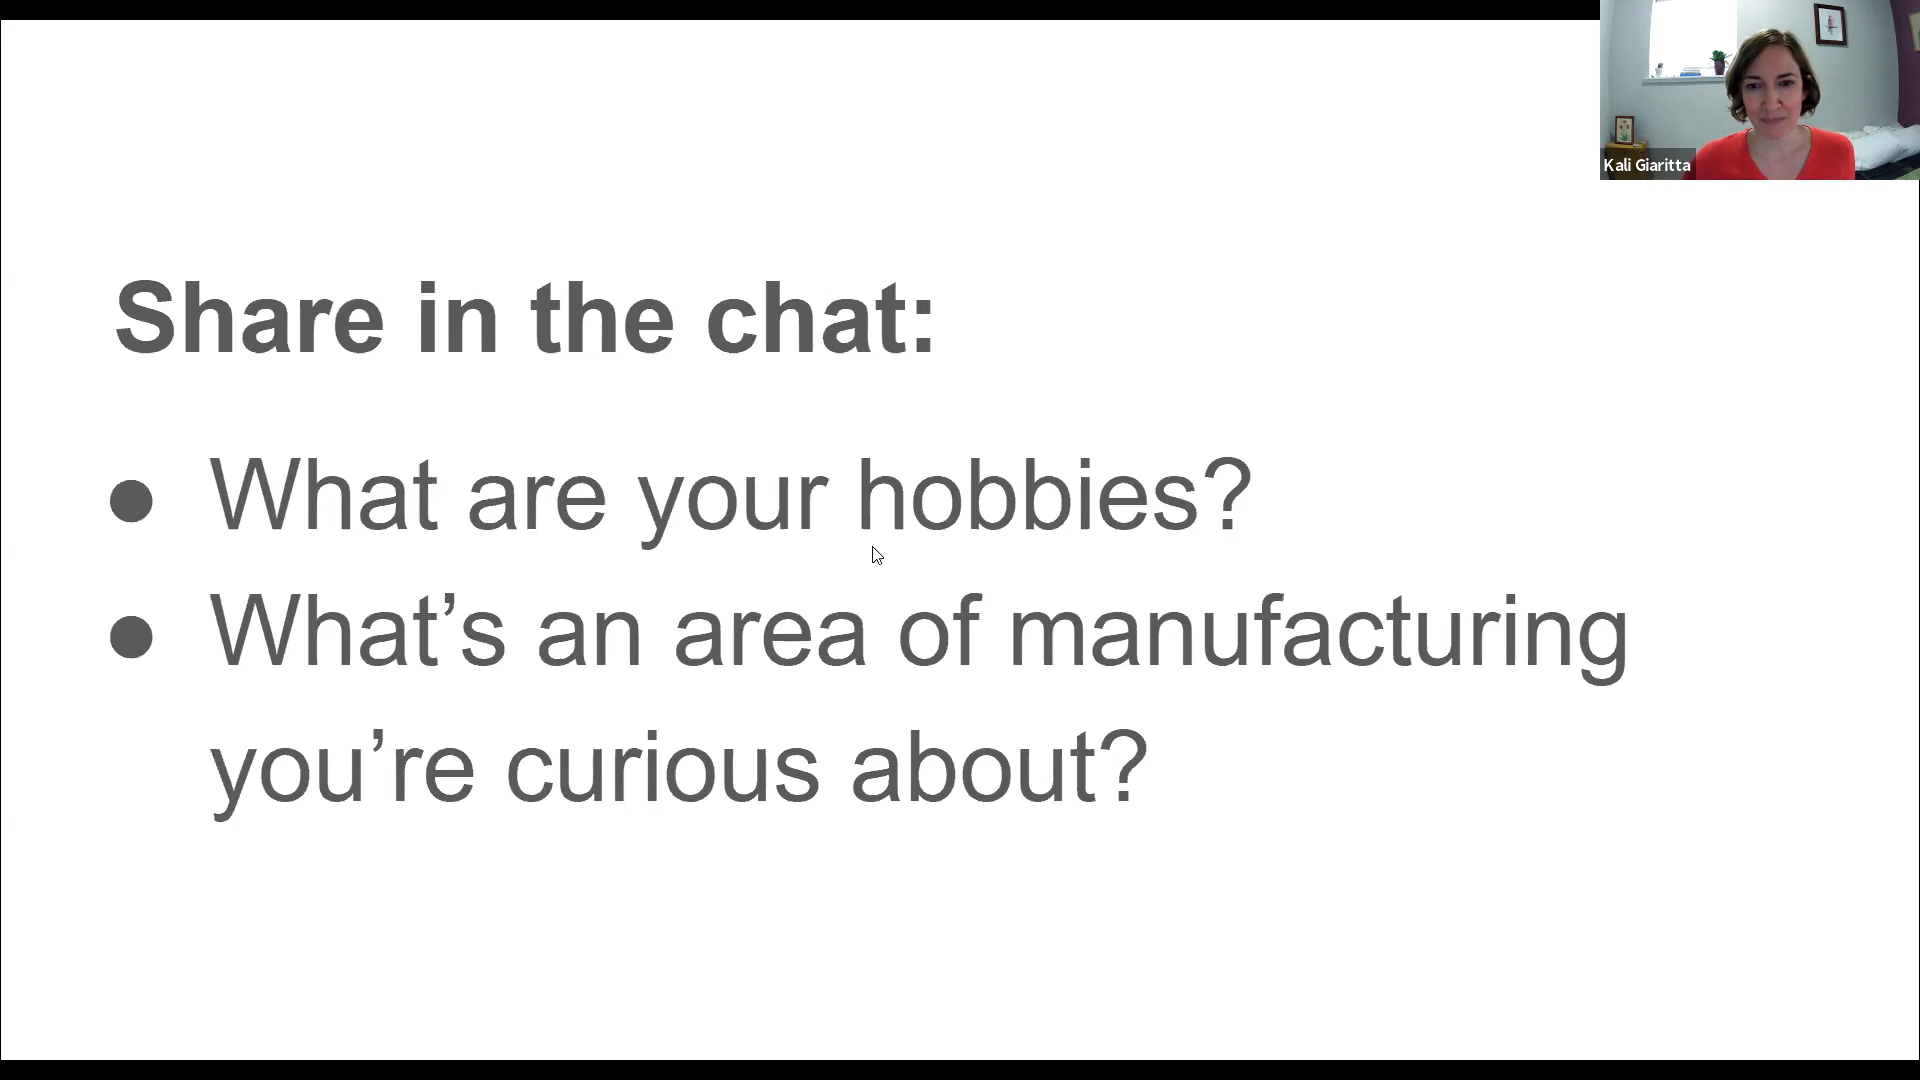 Kali Giaritta
Share in the chat:
● What are your hobbies?
● What’s an area of manufacturing
you’re curious about?